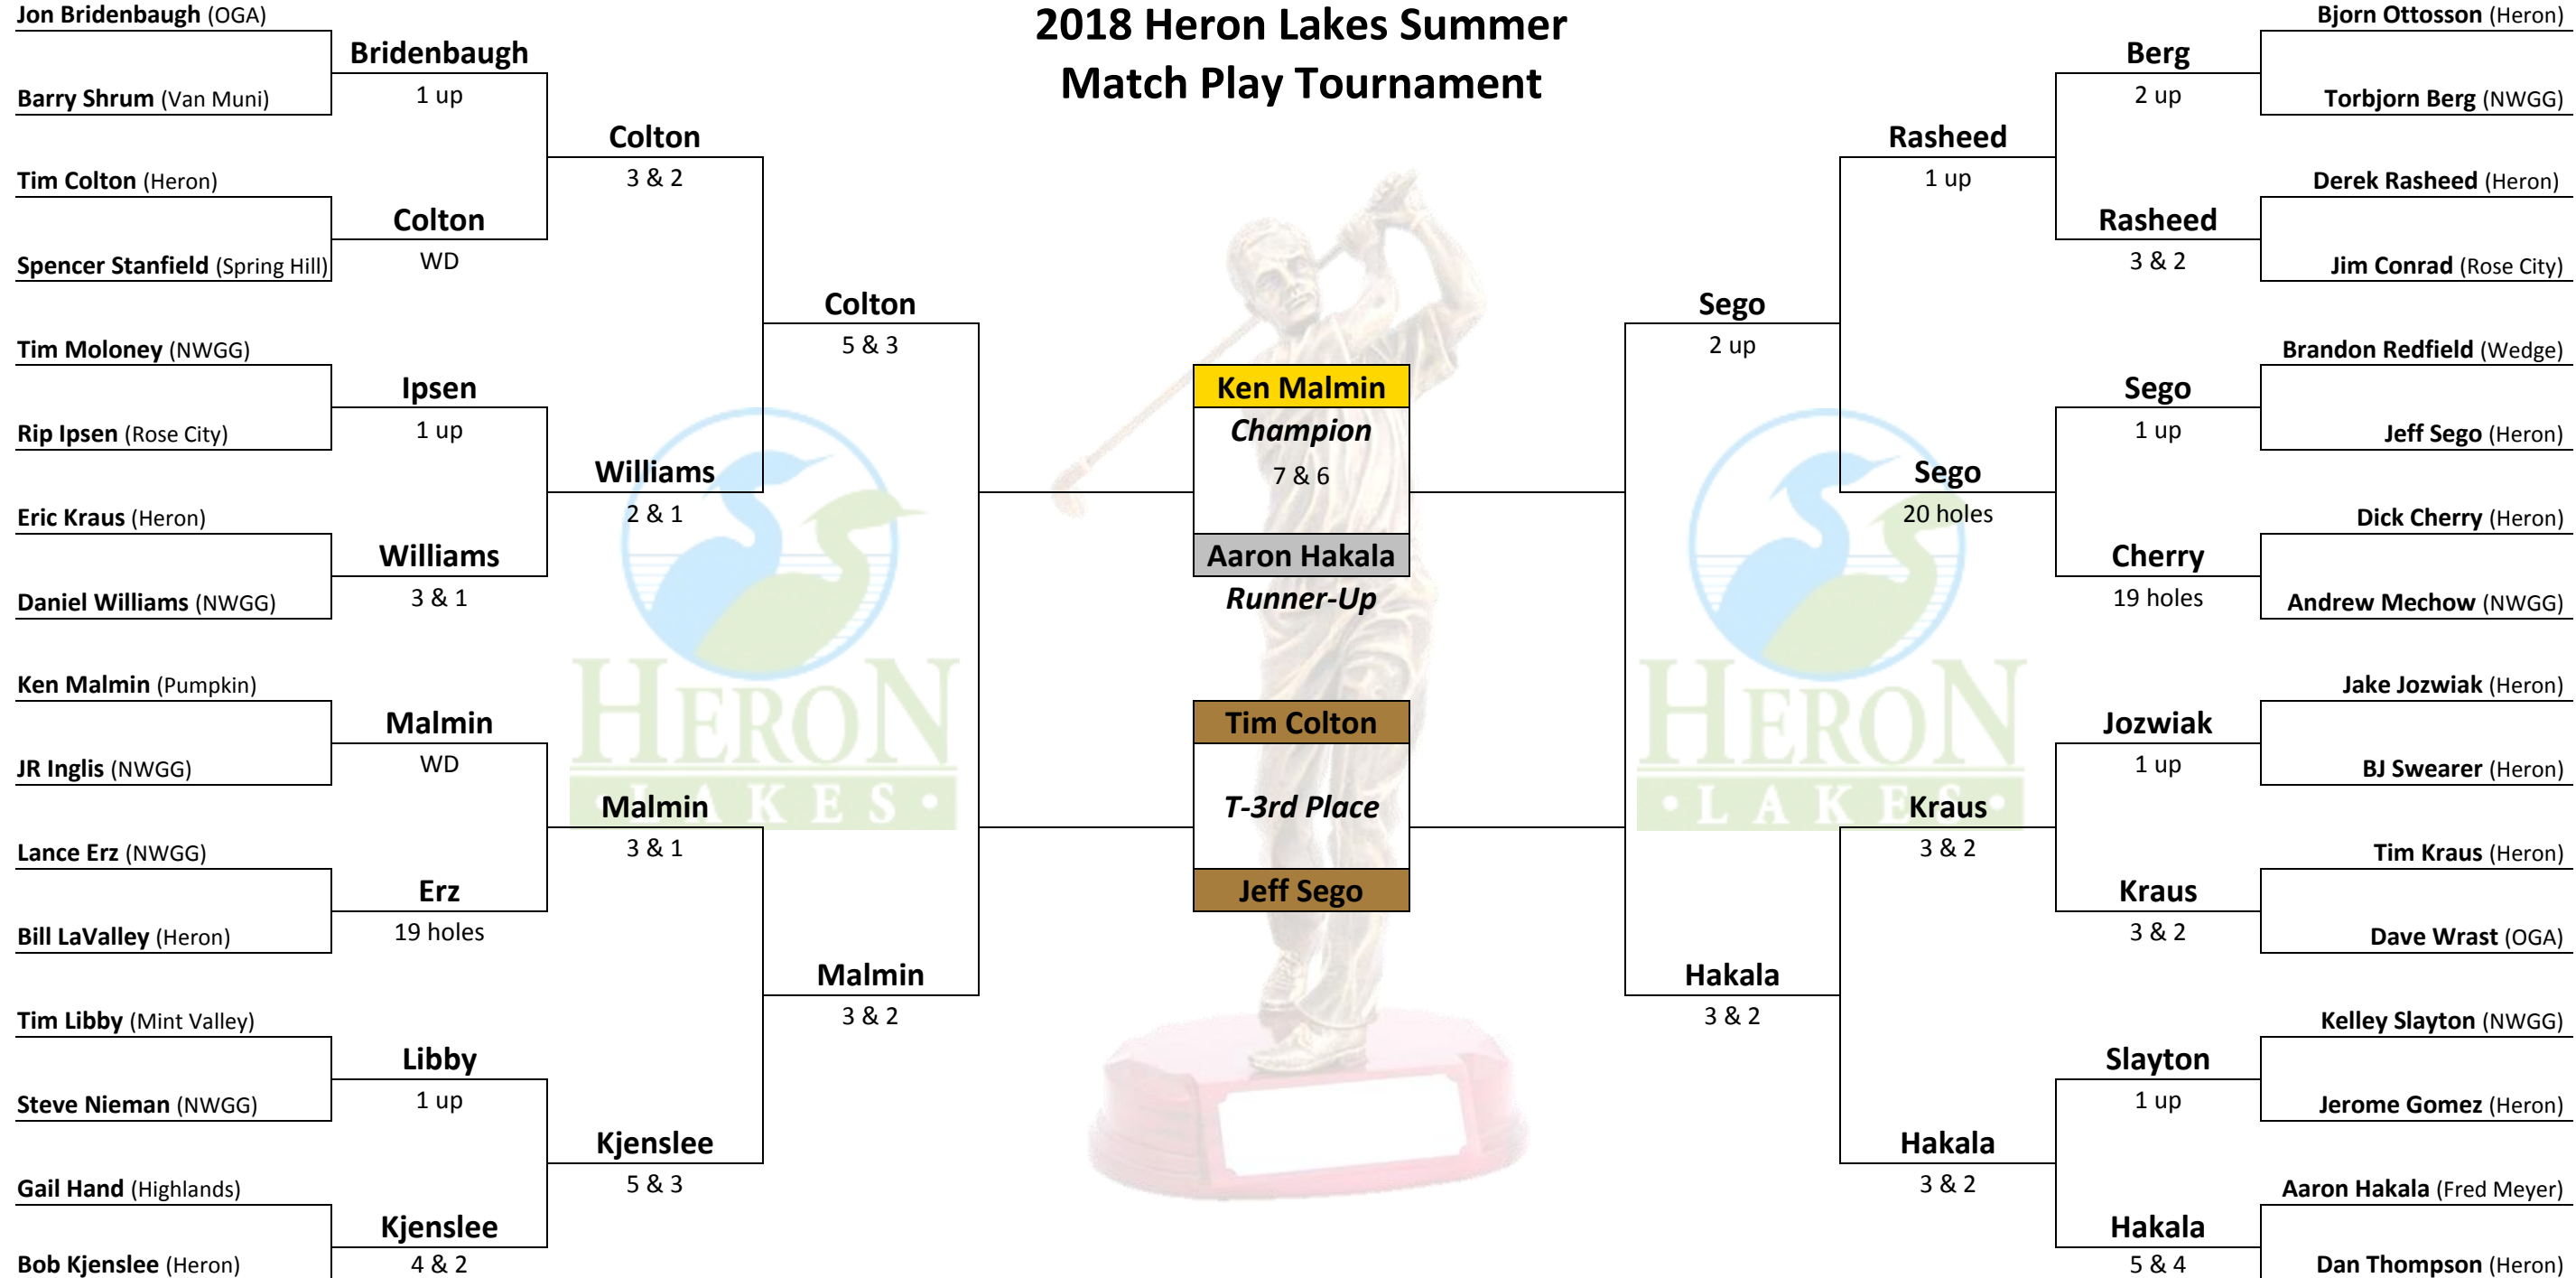 2018 Heron Lakes Summer
Match Play Tournament
Jon Bridenbaugh (OGA)
Barry Shrum (Van Muni)
Tim Colton (Heron)
Spencer Stanfield (Spring Hill)
Tim Moloney (NWGG)
Rip Ipsen (Rose City)
Eric Kraus (Heron)
Daniel Williams (NWGG)
Ken Malmin (Pumpkin)
JR Inglis (NWGG)
Lance Erz (NWGG)
Bill LaValley (Heron)
Tim Libby (Mint Valley)
Steve Nieman (NWGG)
Gail Hand (Highlands)
Bob Kjenslee (Heron)
Bridenbaugh
1 up
Colton
WD
Ipsen
1 up
Williams
3 & 1
Malmin
WD
Erz
19 holes
Libby
1 up
Kjenslee
4 & 2
Colton
3 & 2
Williams
2 & 1
Malmin
3 & 1
Kjenslee
5 & 3
Colton
5 & 3
Malmin
3 & 2
HERON
• LAKES •
Ken Malmin
Champion
7 & 6
Aaron Hakala
Runner-Up
Tim Colton
T-3rd Place
Jeff Sego
Sego
2 up
Hakala
3 & 2
HERON
• LAKES •
Rasheed
1 up
Sego
20 holes
Kraus
3 & 2
Hakala
3 & 2
Berg
2 up
Rasheed
3 & 2
Sego
1 up
Cherry
19 holes
Jozwiak
1 up
Kraus
3 & 2
Slayton
1 up
Hakala
5 & 4
Bjorn Ottosson (Heron)
Torbjorn Berg (NWGG)
Derek Rasheed (Heron)
Jim Conrad (Rose City)
Brandon Redfield (Wedge)
Jeff Sego (Heron)
Dick Cherry (Heron)
Andrew Mechow (NWGG)
Jake Jozwiak (Heron)
BJ Swearer (Heron)
Tim Kraus (Heron)
Dave Wrast (OGA)
Kelley Slayton (NWGG)
Jerome Gomez (Heron)
Aaron Hakala (Fred Meyer)
Dan Thompson (Heron)